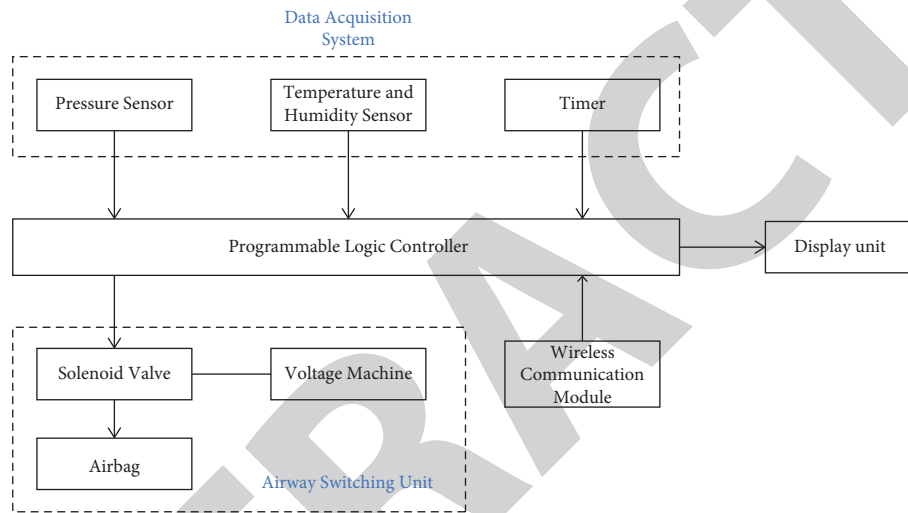 Data Acquisition
System
Pressure Sensor
Temperature and
Humidity Sensor
Timer
Programmable Logic Controller
Display unit
Solenoid Valve
Voltage Machine
Wireless
Communication
Module
Airbag
Airway Switching Unit
RACT